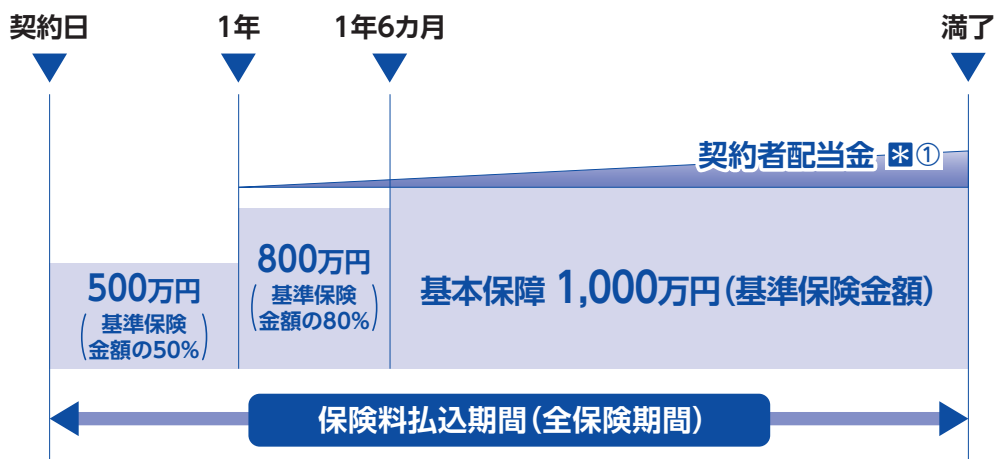 契約日
1年
1年6カ月
満了
契約者配当金 *①
500万円
(基準保険
金額の50%)
800万円
(基準保険
金額の80%)
基本保障 1,000万円(基準保険金額)
保険料払込期間(全保険期間)